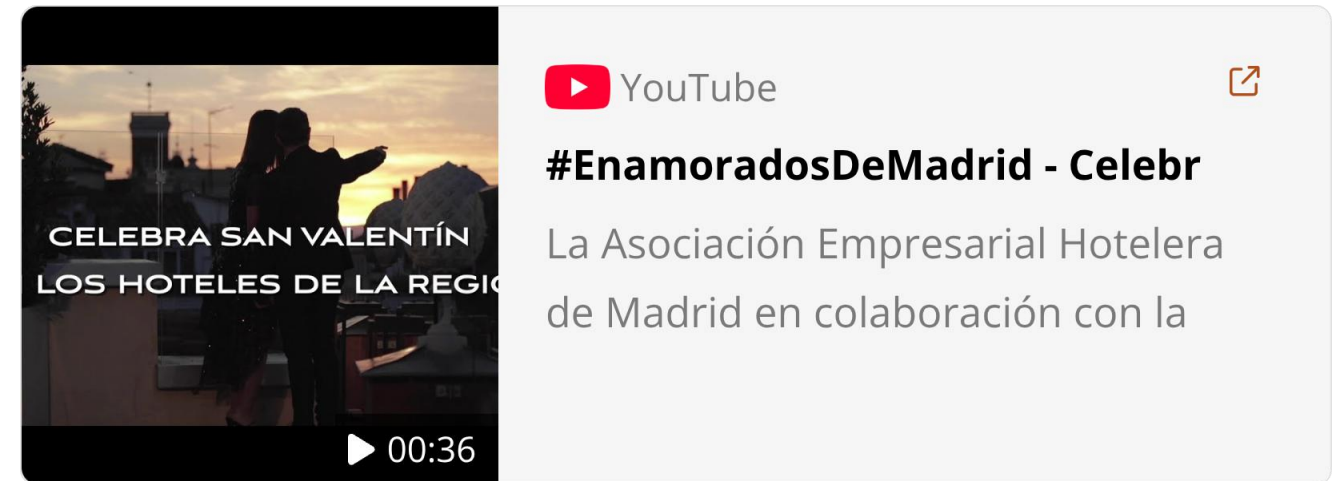 CELEBRA SAN VALENTÍN
LOS HOTELES DE LA REGIO
00:36
YouTube
#EnamoradosDeMadrid - Celebr
La Asociación Empresarial Hotelera
de Madrid en colaboración con la